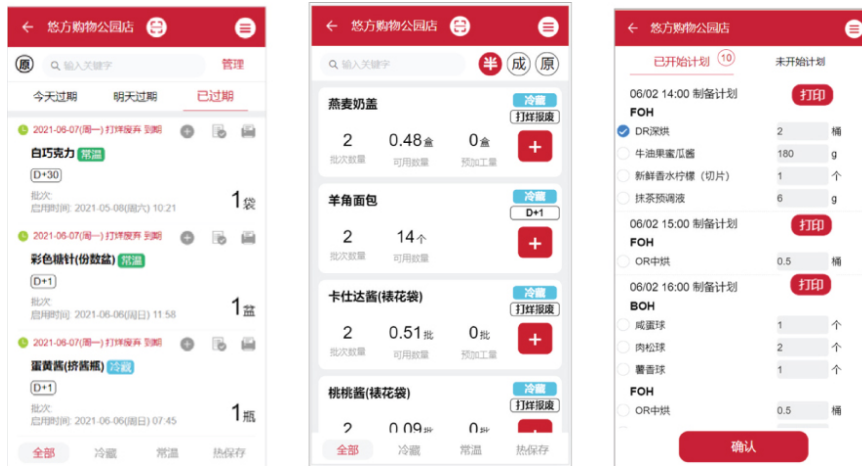 悠方购物公园店
原
输入关键字
管理
今天过期 明天过期 已过期
2021-06-07(周一) 打烊废弃 到期
白巧克力 常温
D+30
批次:
启用时间: 2021-05-08(周六) 10:21
1袋
2021-06-07(周一) 打烊废弃 到期
彩色糖针(份数盆) 常温
D+1
批次:
启用时间: 2021-06-06(周日) 11:58
1盆
2021-06-07(周一) 打烊废弃 到期
蛋黄酱(挤酱瓶) 冷藏
D+1
批次:
启用时间: 2021-06-06(周日) 07:45
1瓶
全部 冷藏 常温 热保存
悠方购物公园店
输入关键字
半 成 原
燕麦奶盖
冷藏
打烊报废
2 0.48盒 0盒
批次数量 可用数量 预加工量
羊角面包
冷藏
D+1
2 14个
批次数量 可用数量
卡仕达酱(裱花袋)
冷藏
打烊报废
2 0.51批 0批
批次数量 可用数量 预加工量
桃桃酱(裱花袋)
冷藏
打烊报废
2 0.09批 0批
全部 冷藏 常温 热保存
悠方购物公园店
已开始计划 10 未开始计划
06/02 14:00 制备计划 打印
FOH
DR深烘 2 桶
牛油果蜜瓜酱 180 g
新鲜香水柠檬（切片） 1 个
抹茶预调液 6 g
06/02 15:00 制备计划 打印
FOH
OR中烘 0.5 桶
06/02 16:00 制备计划 打印
BOH
咸蛋球 1 个
肉松球 2 个
薯香球 1 个
FOH
OR中烘 0.5 桶
确认